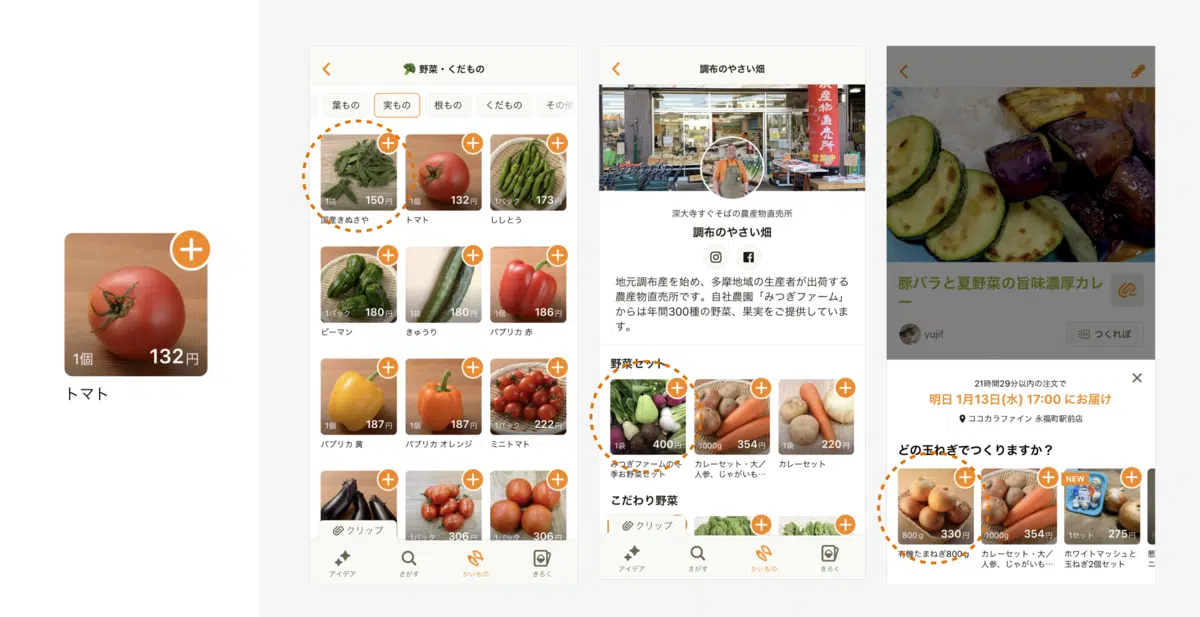 1個 132円
トマト
野菜・くだもの
葉もの 実もの 根もの くだもの その他
1袋 150円
国産きぬさや
1個 132円
トマト
1パック 173円
ししとう
1パック 180円
ピーマン
180円
きゅうり
1個 186円
パプリカ 赤
1個 187円
パプリカ 黄
1個 187円
パプリカ オレンジ
1パック 222円
ミニトマト
1パック 306円
306円
クリップ
アイデア さがす かいもの きろく
調布のやさい畑
農産物直売所
営業中
深大寺すぐそばの農産物直売所
調布のやさい畑
地元調布産を始め、多摩地域の生産者が出荷する
農産物直売所です。自社農園「みつぎファーム」
からは年間300種の野菜、果実をご提供していま
す。
野菜セット
1袋 400円
みつぎファームの冬
季お野菜セット
1000g 354円
カレーセット・大／
人参、じゃがいも…
1袋 220円
カレーセット
こだわり野菜
クリップ
アイデア さがす かいもの きろく
豚バラと夏野菜の旨味濃厚カレ
ー
yujif
つくれぽ
21時間29分以内の注文で
明日 1月13日(水) 17:00 にお届け
ココカラファイン 永福町駅前店
どの玉ねぎでつくりますか？
800g 330円
有機たまねぎ800g
1000g 354円
カレーセット・大／
人参、じゃがいも…
NEW
1セット 275円
ホワイトマッシュと
玉ねぎ2個セット